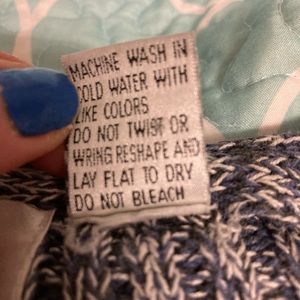 MACHINE WASH IN
COLD WATER WITH
LIKE COLORS
DO NOT TWIST OR
WRING RESHAPE AND
LAY FLAT TO DRY
DO NOT BLEACH